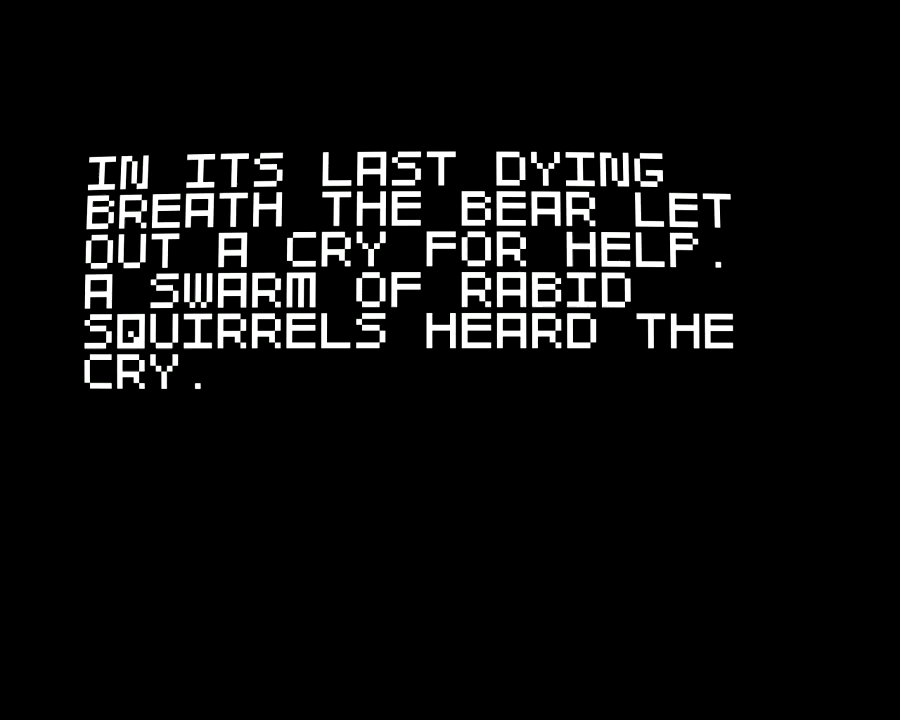 IN ITS LAST DYING
BREATH THE BEAR LET
OUT A CRY FOR HELP.
A SWARM OF RABID
SQUIRRELS HEARD THE
CRY.